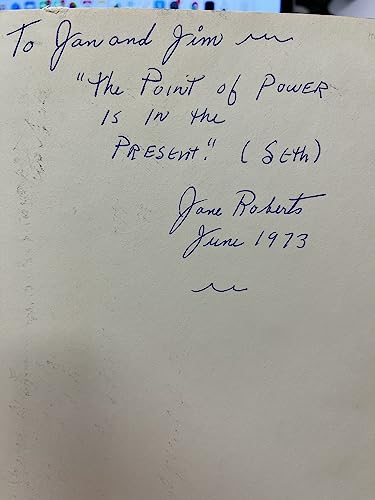 To Jan and Jim
"The Point of Power
is in the
Present." (Seth)
Jane Roberts
June 1973